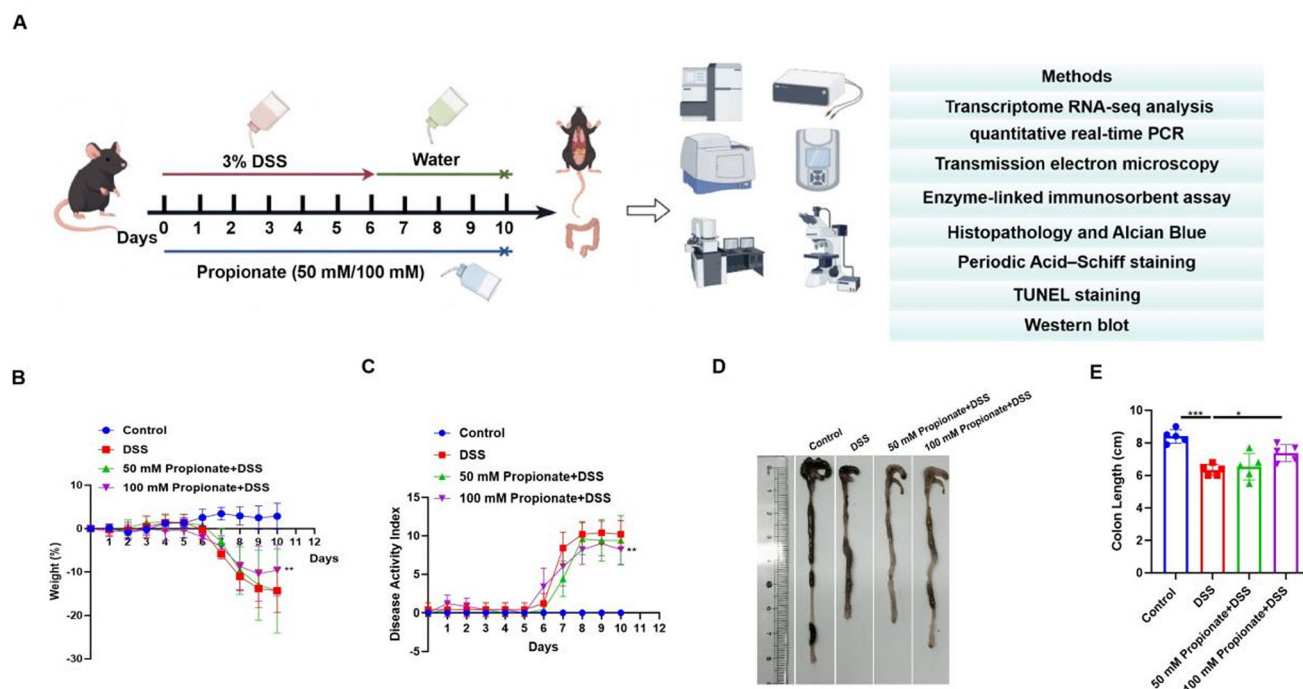 A
3% DSS
Water
Days
0 1 2 3 4 5 6 7 8 9 10
Propionate (50 mM/100 mM)
Methods
Transcriptome RNA-seq analysis
quantitative real-time PCR
Transmission electron microscopy
Enzyme-linked immunosorbent assay
Histopathology and Alcian Blue
Periodic Acid–Schiff staining
TUNEL staining
Western blot
B
Control
DSS
50 mM Propionate+DSS
100 mM Propionate+DSS
Weight (%)
10
0
-10
-20
-30
1 2 3 4 5 6 7 8 9 10 11 12
Days
**
C
Control
DSS
50 mM Propionate+DSS
100 mM Propionate+DSS
Disease Activity Index
15
10
5
0
-5
1 2 3 4 5 6 7 8 9 10 11 12
Days
**
D
Control
DSS
50 mM Propionate+DSS
100 mM Propionate+DSS
E
Colon Length (cm)
10
8
6
4
2
0
***
*
Control
DSS
50 mM Propionate+DSS
100 mM Propionate+DSS